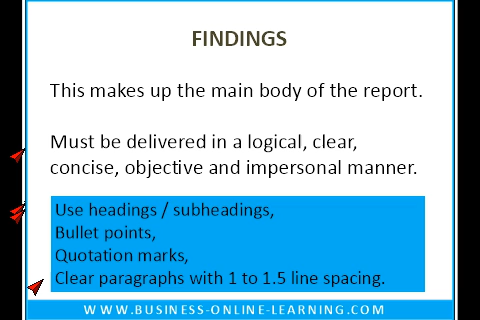 FINDINGS
This makes up the main body of the report.
Must be delivered in a logical, clear,
concise, objective and impersonal manner.
Use headings / subheadings,
Bullet points,
Quotation marks,
Clear paragraphs with 1 to 1.5 line spacing.
WWW.BUSINESS-ONLINE-LEARNING.COM